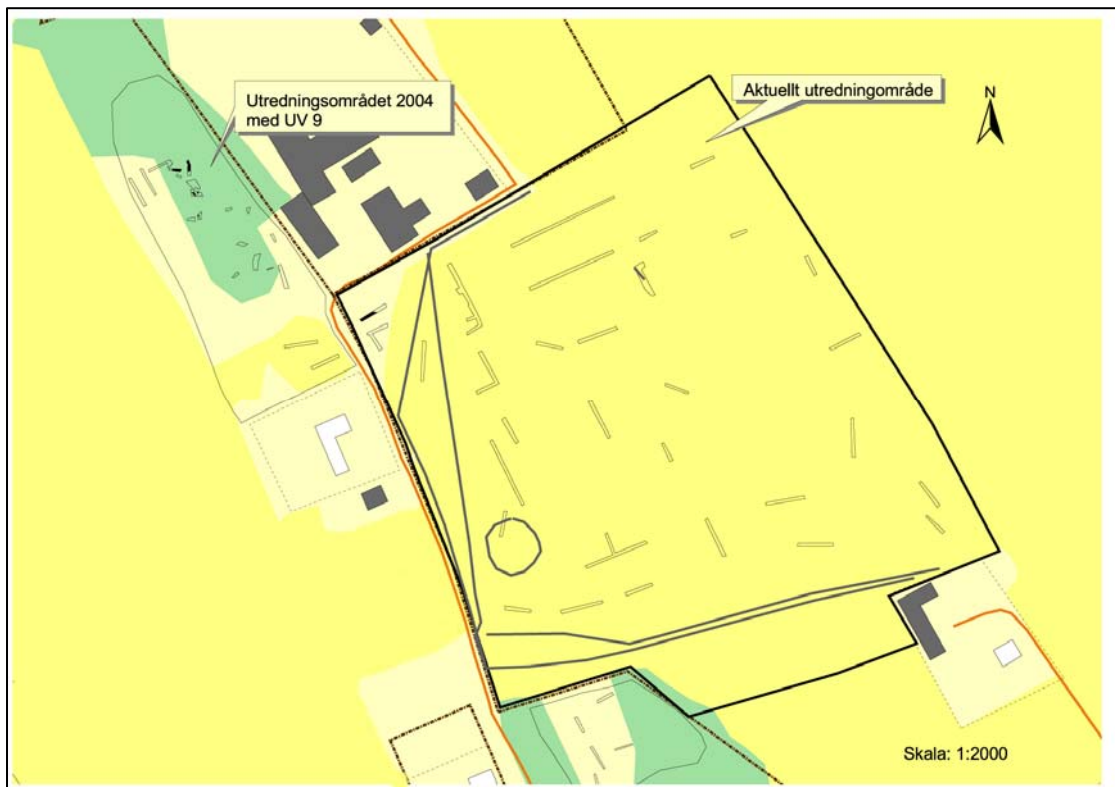 Utredningsområdet 2004
med UV 9
Aktuellt utredningområde
N
Skala: 1:2000